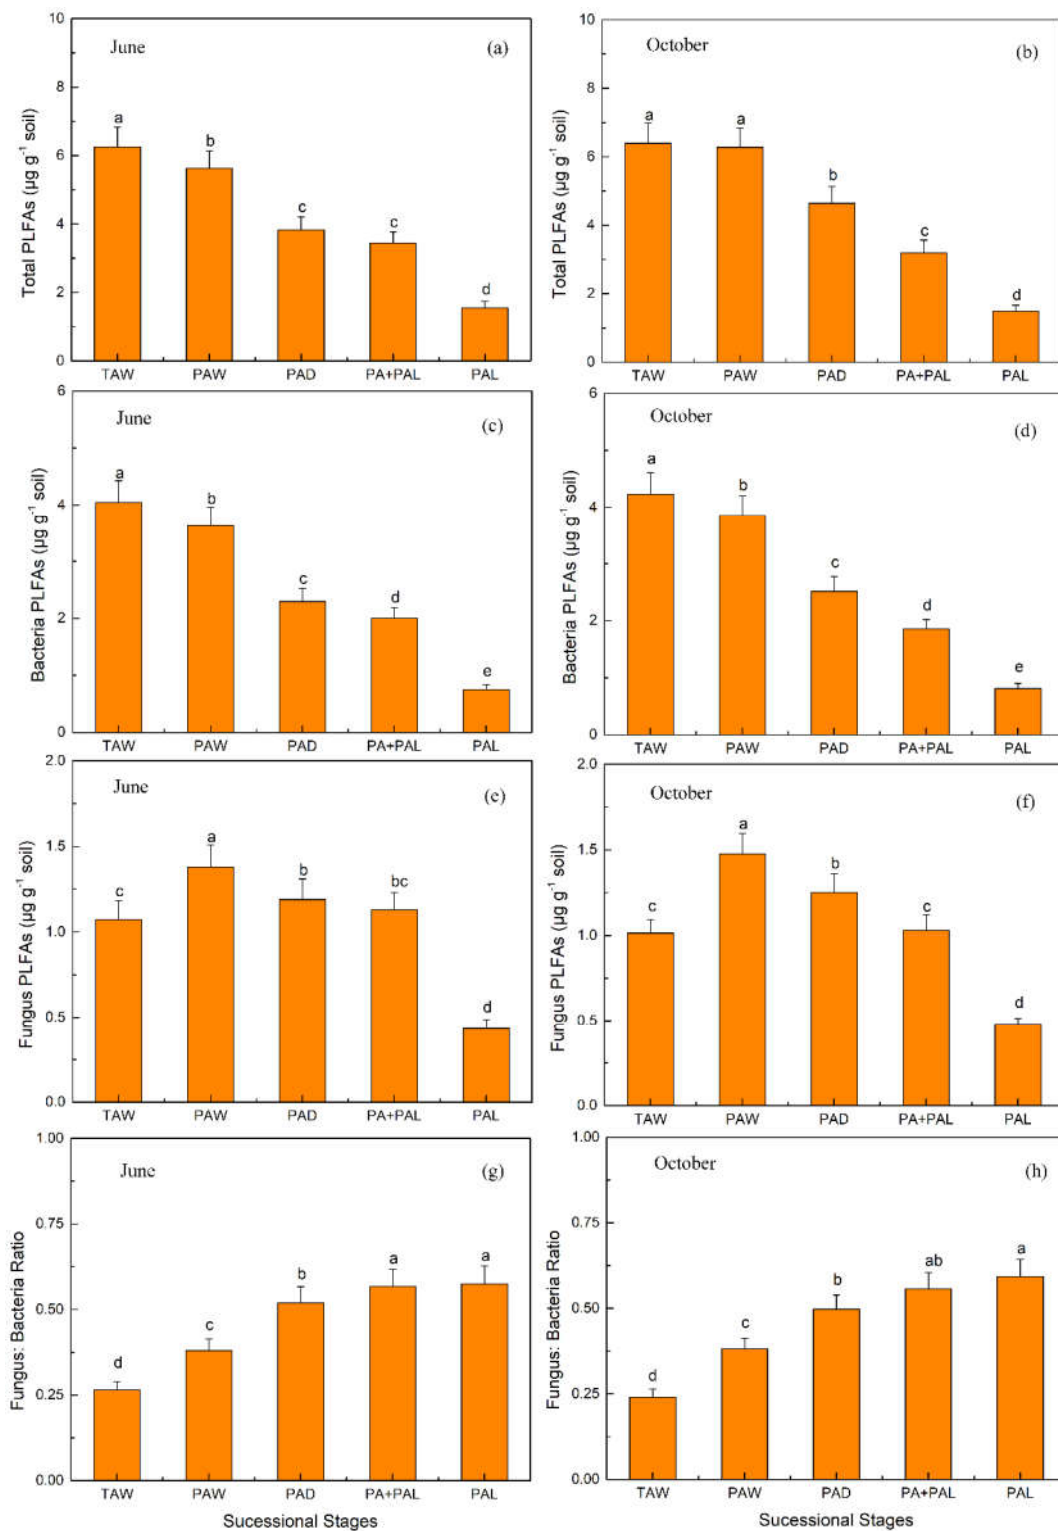 June
(a)
10
8
6
4
2
0
Total PLFAs (µg g⁻¹ soil)
a
b
c
c
d
TAW PAW PAD PA+PAL PAL
October
(b)
10
8
6
4
2
0
Total PLFAs (µg g⁻¹ soil)
a
a
b
c
d
TAW PAW PAD PA+PAL PAL
June
(c)
6
4
2
0
Bacteria PLFAs (µg g⁻¹ soil)
a
b
c
d
e
TAW PAW PAD PA+PAL PAL
October
(d)
6
4
2
0
Bacteria PLFAs (µg g⁻¹ soil)
a
b
c
d
e
TAW PAW PAD PA+PAL PAL
June
(e)
2.0
1.5
1.0
0.5
0.0
Fungus PLFAs (µg g⁻¹ soil)
c
a
b
bc
d
TAW PAW PAD PA+PAL PAL
October
(f)
2.0
1.5
1.0
0.5
0.0
Fungus PLFAs (µg g⁻¹ soil)
c
a
b
c
d
TAW PAW PAD PA+PAL PAL
June
(g)
1.00
0.75
0.50
0.25
0.00
Fungus: Bacteria Ratio
d
c
b
a
a
TAW PAW PAD PA+PAL PAL
Sucessional Stages
October
(h)
1.00
0.75
0.50
0.25
0.00
Fungus: Bacteria Ratio
d
c
b
ab
a
TAW PAW PAD PA+PAL PAL
Sucessional Stages